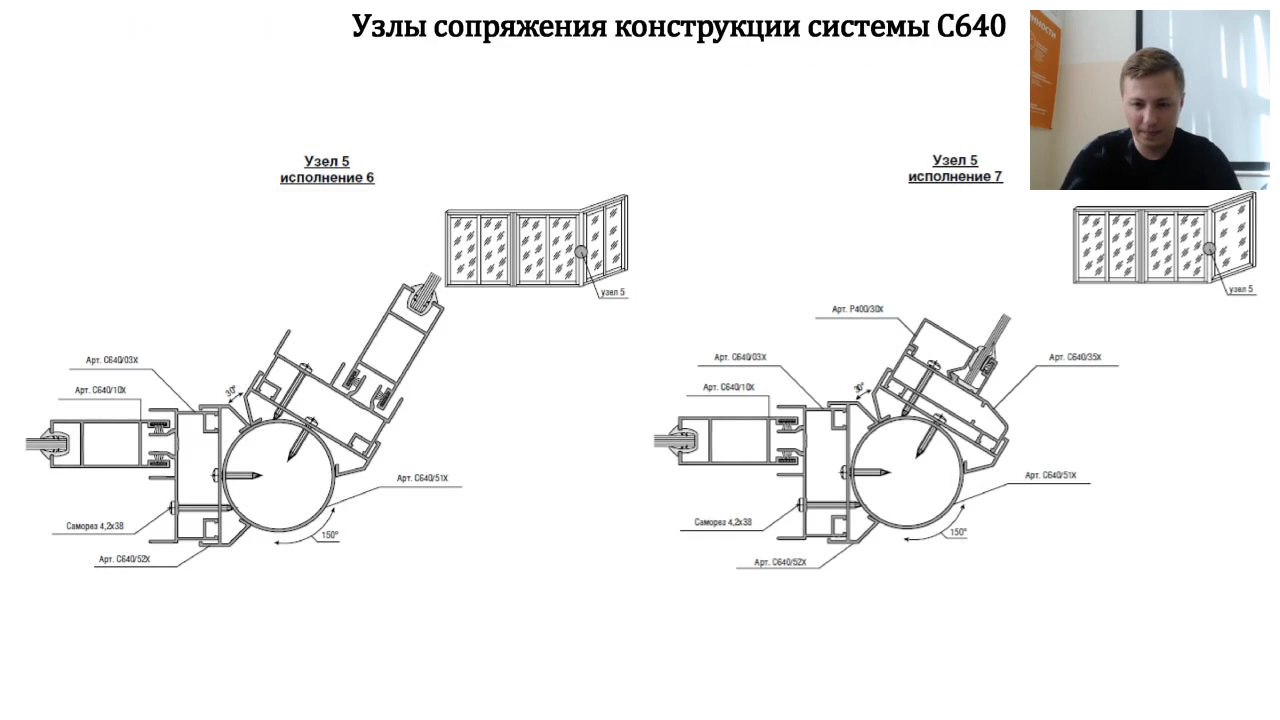 Узлы сопряжения конструкции системы С640
ННОСТИ
Узел 5
исполнение 6
узел 5
Арт. С640/03Х
Арт. С640/10Х
30°
Арт. С640/51Х
Саморез 4,2х38
150°
Арт. С640/52Х
Узел 5
исполнение 7
узел 5
Арт. Р400/30Х
Арт. С640/03Х
Арт. С640/35Х
Арт. С640/10Х
30°
Арт. С640/51Х
Саморез 4,2х38
150°
Арт. С640/52Х